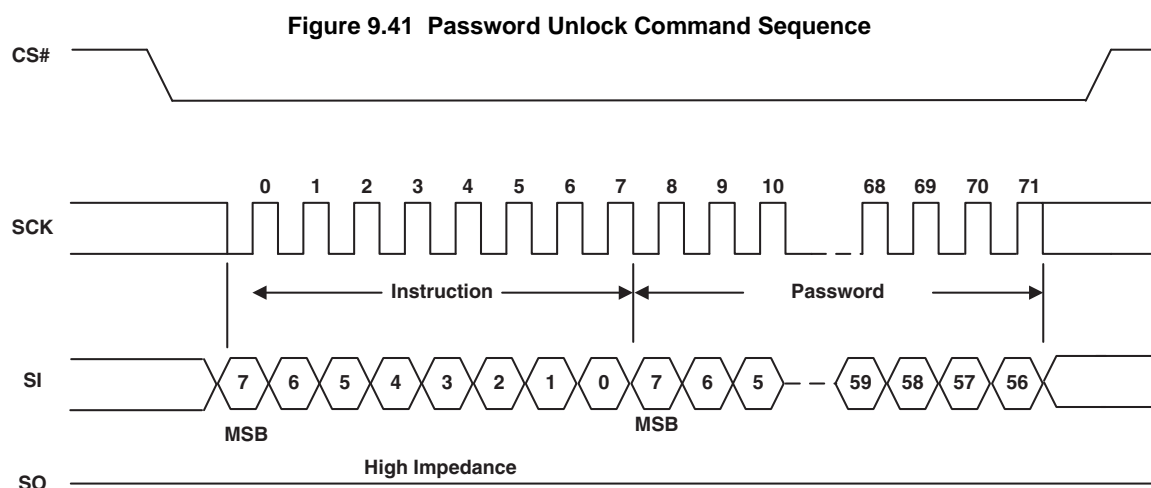 Figure 9.41 Password Unlock Command Sequence
CS#
0 1 2 3 4 5 6 7 8 9 10 68 69 70 71
SCK
Instruction Password
SI 7 6 5 4 3 2 1 0 7 6 5 59 58 57 56
MSB MSB
High Impedance
SO